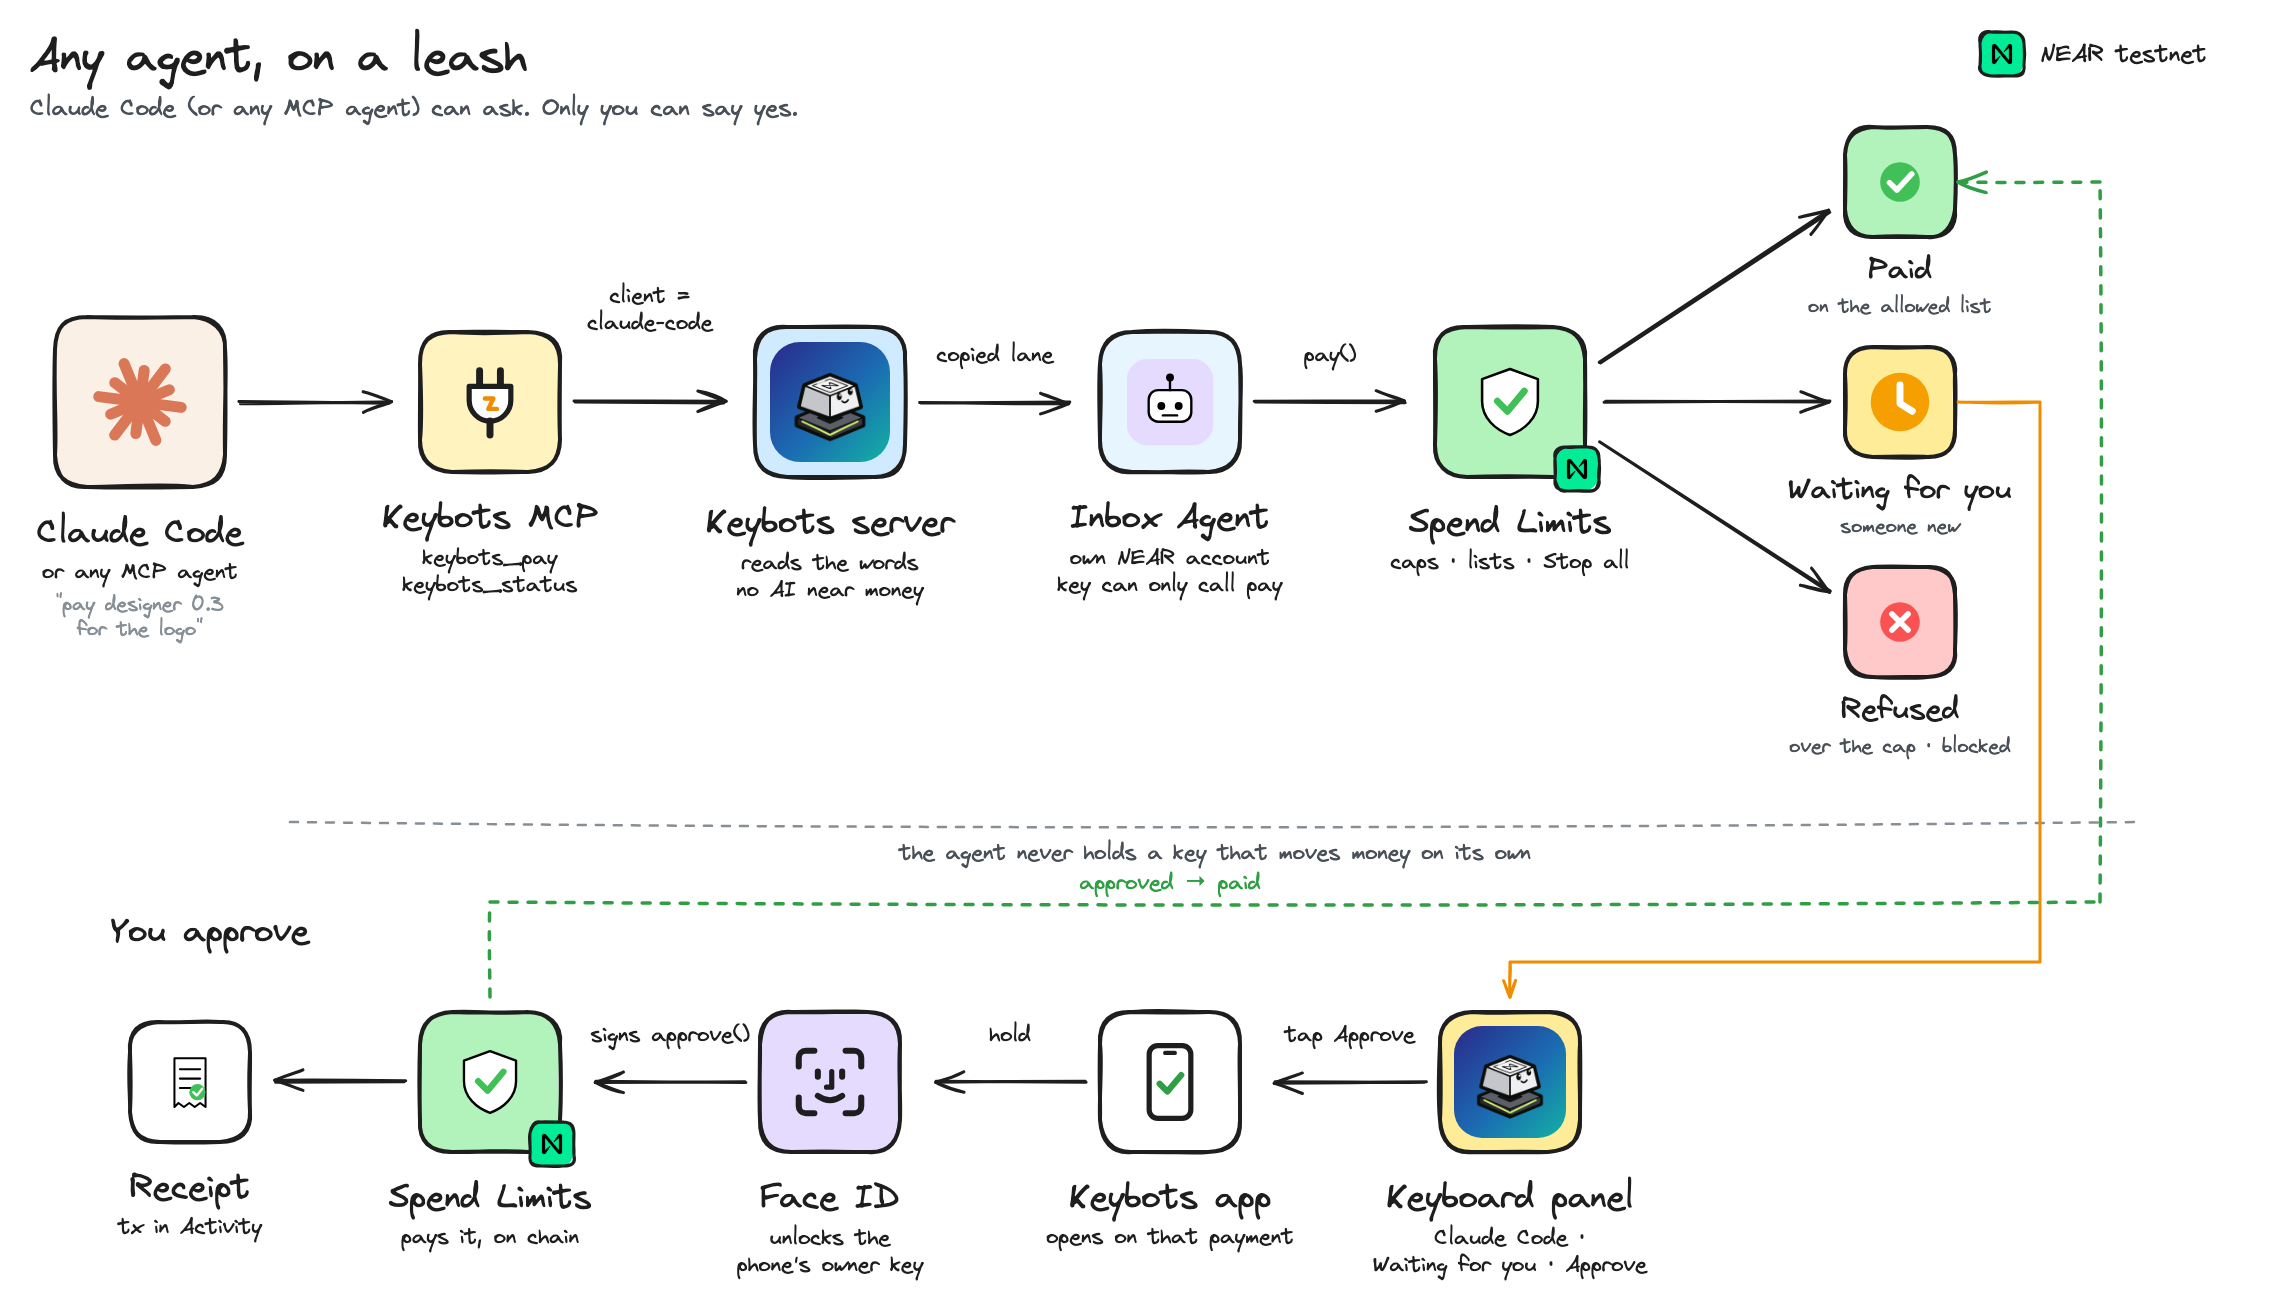 Any agent, on a leash
Claude Code (or any MCP agent) can ask. Only you can say yes.
NEAR testnet
Paid
on the allowed list
client =
claude-code
copied lane
pay()
Waiting for you
someone new
Claude Code
or any MCP agent
"pay designer 0.3
for the logo"
Keybots MCP
keybots_pay
keybots_status
Keybots server
reads the words
no AI near money
Inbox Agent
own NEAR account
key can only call pay
Spend Limits
caps · lists · Stop all
Refused
over the cap · blocked
the agent never holds a key that moves money on its own
approved → paid
You approve
signs approve()
hold
tap Approve
Receipt
tx in Activity
Spend Limits
pays it, on chain
Face ID
unlocks the
phone's owner key
Keybots app
opens on that payment
Keyboard panel
Claude Code ·
Waiting for you · Approve